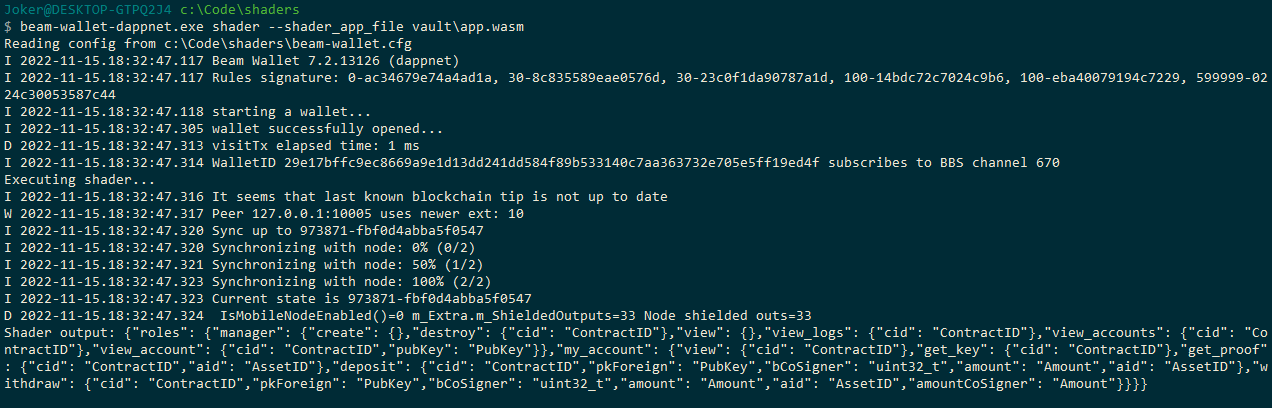 Joker@DESKTOP-GTPQ2J4 c:\Code\shaders
$ beam-wallet-dappnet.exe shader --shader_app_file vault\app.wasm
Reading config from c:\Code\shaders\beam-wallet.cfg
I 2022-11-15.18:32:47.117 Beam Wallet 7.2.13126 (dappnet)
I 2022-11-15.18:32:47.117 Rules signature: 0-ac34679e74a4ad1a, 30-8c835589eae0576d, 30-23c0f1da90787a1d, 100-14bdc72c7024c9b6, 100-eba40079194c7229, 599999-02
24c30053587c44
I 2022-11-15.18:32:47.118 starting a wallet...
I 2022-11-15.18:32:47.305 wallet successfully opened...
D 2022-11-15.18:32:47.313 visitTx elapsed time: 1 ms
I 2022-11-15.18:32:47.314 WalletID 29e17bffc9ec8669a9e1d13dd241dd584f89b533140c7aa363732e705e5ff19ed4f subscribes to BBS channel 670
Executing shader...
I 2022-11-15.18:32:47.316 It seems that last known blockchain tip is not up to date
W 2022-11-15.18:32:47.317 Peer 127.0.0.1:10005 uses newer ext: 10
I 2022-11-15.18:32:47.320 Sync up to 973871-fbf0d4abba5f0547
I 2022-11-15.18:32:47.320 Synchronizing with node: 0% (0/2)
I 2022-11-15.18:32:47.321 Synchronizing with node: 50% (1/2)
I 2022-11-15.18:32:47.323 Synchronizing with node: 100% (2/2)
I 2022-11-15.18:32:47.323 Current state is 973871-fbf0d4abba5f0547
D 2022-11-15.18:32:47.324  IsMobileNodeEnabled()=0 m_Extra.m_ShieldedOutputs=33 Node shielded outs=33
Shader output: {"roles": {"manager": {"create": {},"destroy": {"cid": "ContractID"},"view": {},"view_logs": {"cid": "ContractID"},"view_accounts": {"cid": "Co
ntractID"},"view_account": {"cid": "ContractID","pubKey": "PubKey"}},"my_account": {"view": {"cid": "ContractID"},"get_key": {"cid": "ContractID"},"get_proof"
: {"cid": "ContractID","aid": "AssetID"},"deposit": {"cid": "ContractID","pkForeign": "PubKey","bCoSigner": "uint32_t","amount": "Amount","aid": "AssetID"},"w
ithdraw": {"cid": "ContractID","pkForeign": "PubKey","bCoSigner": "uint32_t","amount": "Amount","aid": "AssetID","amountCoSigner": "Amount"}}}}